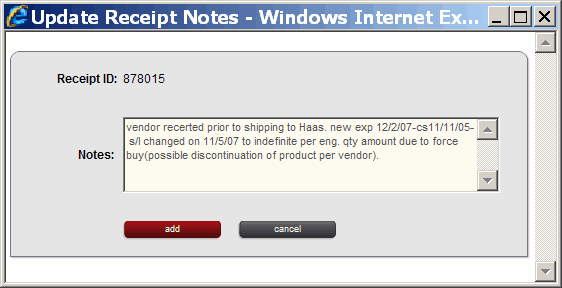 Update Receipt Notes - Windows Internet Ex...
Receipt ID: 878015
Notes:
vendor recerted prior to shipping to Haas. new exp 12/2/07-cs11/11/05-
s/l changed on 11/5/07 to indefinite per eng. qty amount due to force
buy(possible discontinuation of product per vendor).
add cancel